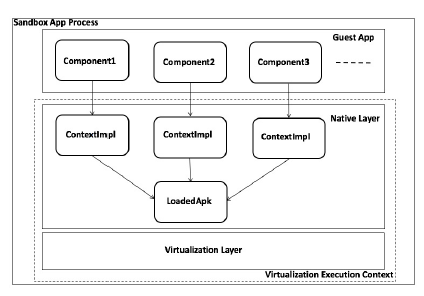 Sandbox App Process
Guest App
Component1
Component2
Component3
Native Layer
ContextImpl
ContextImpl
ContextImpl
LoadedApk
Virtualization Layer
Virtualization Execution Context